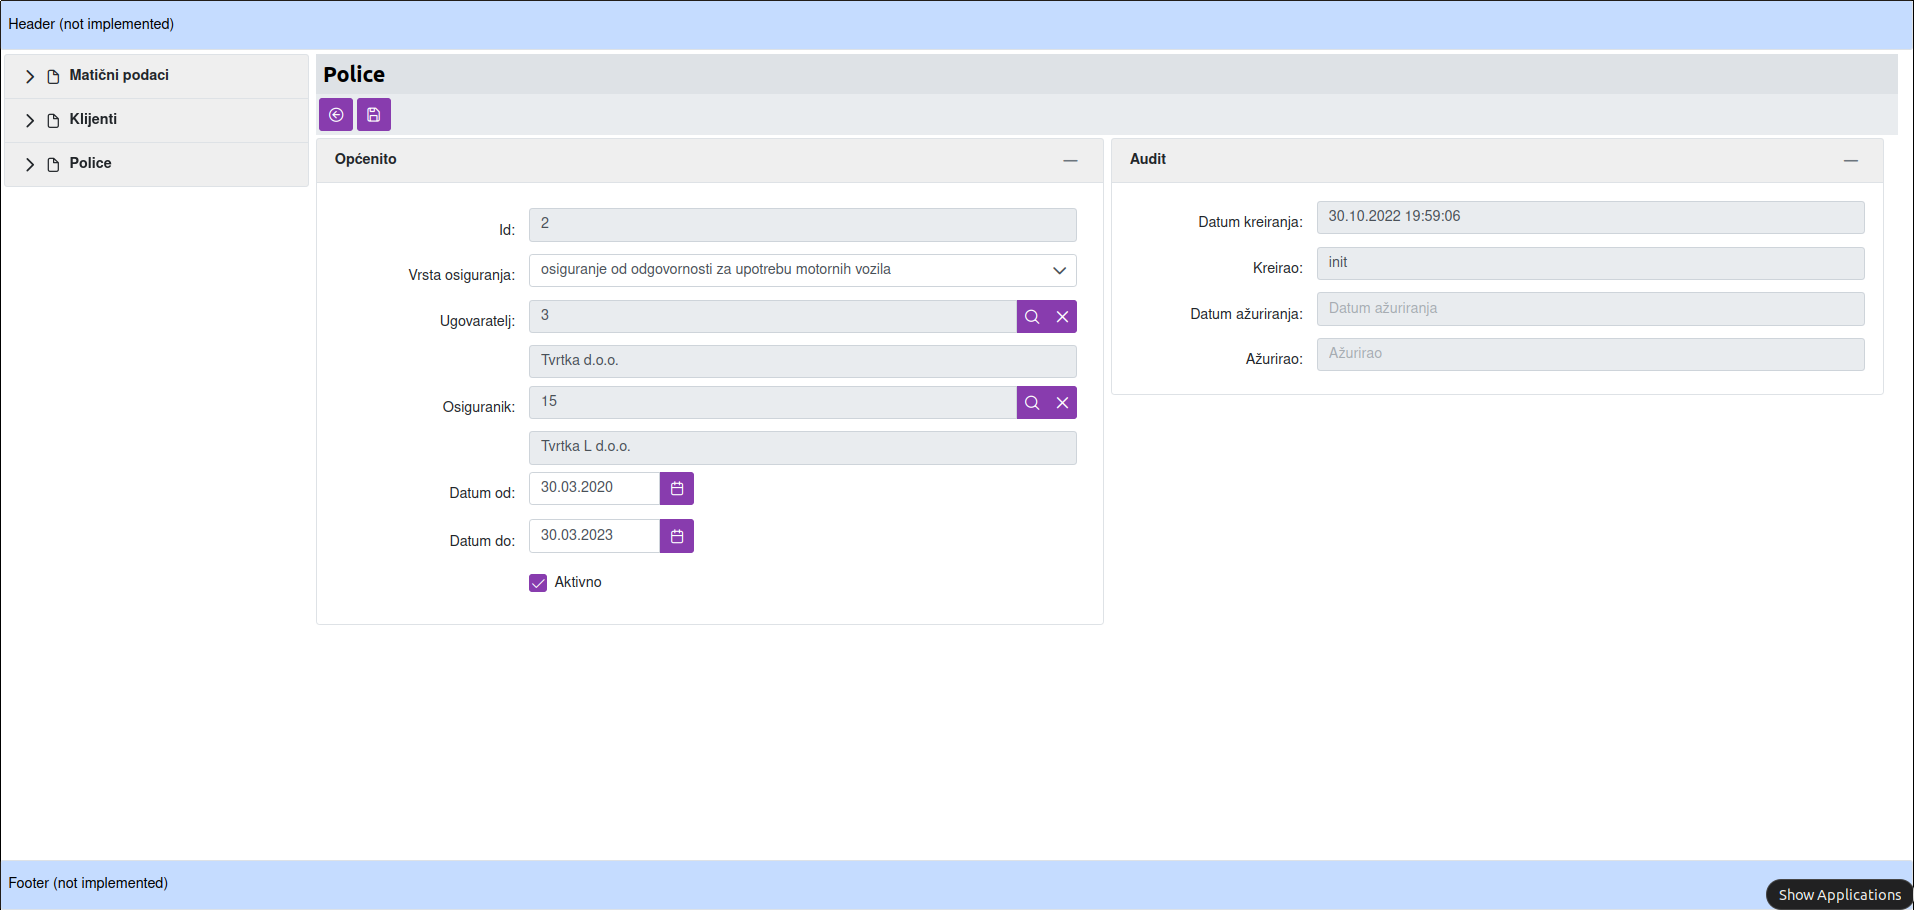 Header (not implemented)
Matični podaci
Klijenti
Police
Police
Općenito
Id: 2
Vrsta osiguranja: osiguranje od odgovornosti za upotrebu motornih vozila
Ugovaratelj: 3
Tvrtka d.o.o.
Osiguranik: 15
Tvrtka L d.o.o.
Datum od: 30.03.2020
Datum do: 30.03.2023
Aktivno
Audit
Datum kreiranja: 30.10.2022 19:59:06
Kreirao: init
Datum ažuriranja: Datum ažuriranja
Ažurirao: Ažurirao
Footer (not implemented)
Show Applications